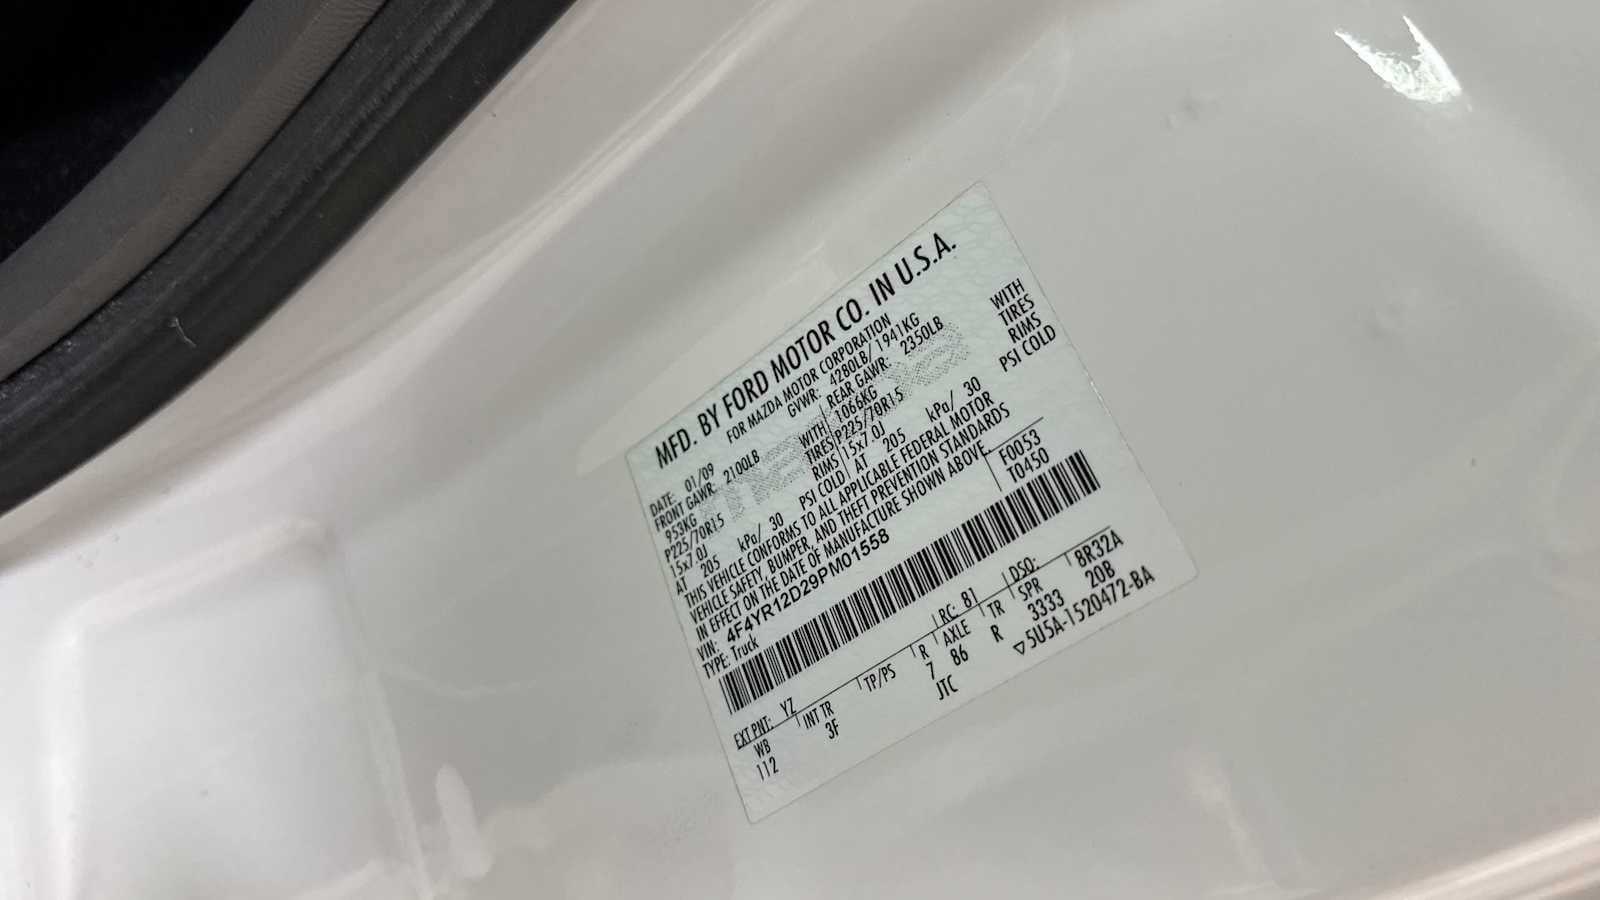 MFD. BY FORD MOTOR CO. IN U.S.A.
FOR MAZDA MOTOR CORPORATION
DATE: 01/09 GVWR: 4280LB/ 1941KG
FRONT GAWR: 2100LB REAR GAWR: 2350LB
953KG WITH 1066KG WITH
P225/70R15 TIRES P225/70R15 TIRES
15x7.0J RIMS 15x7.0J RIMS
AT 205 kPa/ 30 PSI COLD AT 205 kPa/ 30 PSI COLD
THIS VEHICLE CONFORMS TO ALL APPLICABLE FEDERAL MOTOR
VEHICLE SAFETY, BUMPER, AND THEFT PREVENTION STANDARDS
IN EFFECT ON THE DATE OF MANUFACTURE SHOWN ABOVE.
VIN: 4F4YR12D29PM01558 F0053
TYPE: Truck T0450
EXT PNT: YZ RC: 81 DSO:
WB INT TR TP/PS R AXLE TR SPR 8R32A
112 3F 7 86 R 3333 20B
JTC ▽5U5A-1520472-BA
mazda